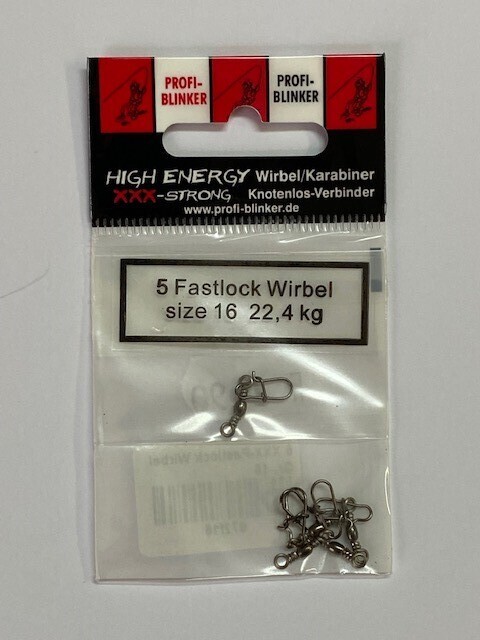 PROFI-
BLINKER
PROFI-
BLINKER
HIGH ENERGY Wirbel/Karabiner
XXX-STRONG Knotenlos-Verbinder
www.profi-blinker.de
5 Fastlock Wirbel
size 16 22,4 kg